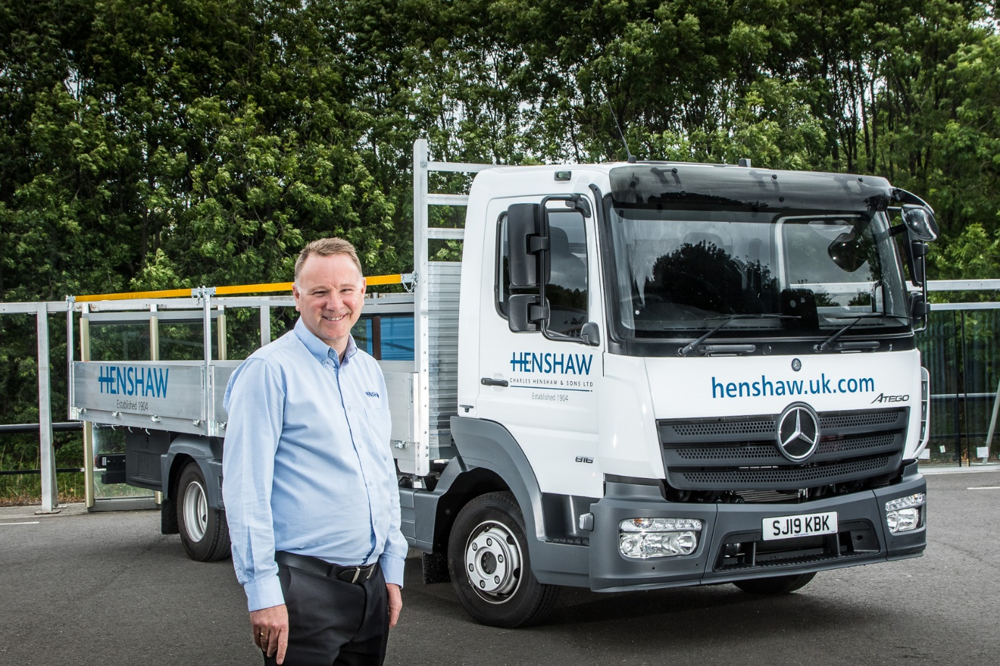 HENSHAW
Established 1904
HENSHAW
HENSHAW
CHARLES HENSHAW & SONS LTD
Established 1904
816
henshaw.uk.com
ATEGO
SJ19 KBK